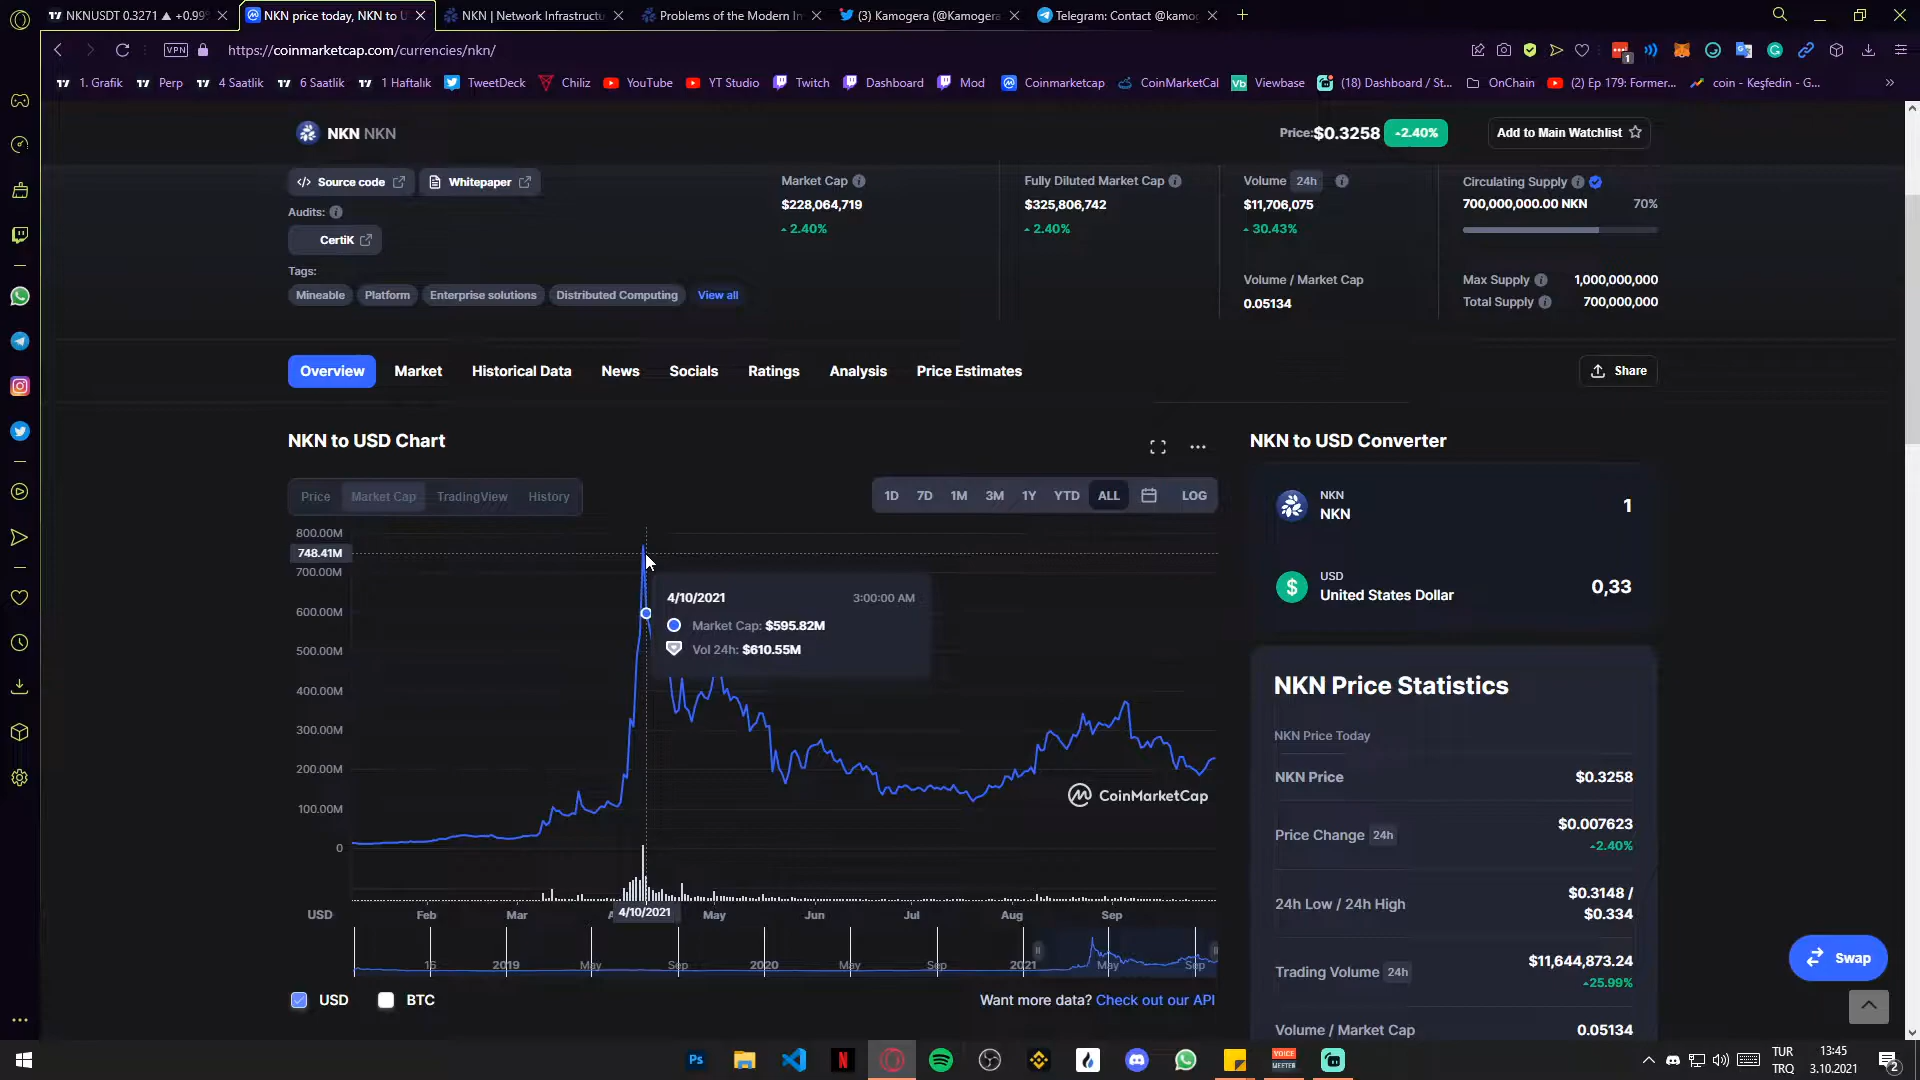 NKNUSDT 0.3271 ▲ +0.99
NKN price today, NKN to U
NKN | Network Infrastructu
Problems of the Modern In
(3) Kamogera (@Kamogera
Telegram: Contact @kamo
VPN
https://coinmarketcap.com/currencies/nkn/
1
1. Grafik
Perp
4 Saatlik
6 Saatlik
1 Haftalık
TweetDeck
Chiliz
YouTube
YT Studio
Twitch
Dashboard
Mod
Coinmarketcap
CoinMarketCal
Vb Viewbase
(18) Dashboard / St...
OnChain
(2) Ep 179: Former...
coin - Keşfedin - G...
NKN NKN
Price:$0.3258
2.40%
Add to Main Watchlist
Source code
Whitepaper
Audits:
CertiK
Tags:
Mineable
Platform
Enterprise solutions
Distributed Computing
View all
Market Cap
$228,064,719
2.40%
Fully Diluted Market Cap
$325,806,742
2.40%
Volume 24h
$11,706,075
30.43%
Volume / Market Cap
0.05134
Circulating Supply
700,000,000.00 NKN 70%
Max Supply 1,000,000,000
Total Supply 700,000,000
Overview
Market
Historical Data
News
Socials
Ratings
Analysis
Price Estimates
Share
NKN to USD Chart
Price
Market Cap
TradingView
History
1D 7D 1M 3M 1Y YTD ALL LOG
800.00M
748.41M
700.00M
600.00M
500.00M
400.00M
300.00M
200.00M
100.00M
0
4/10/2021 3:00:00 AM
Market Cap: $595.82M
Vol 24h: $610.55M
CoinMarketCap
USD Feb Mar A 4/10/2021 May Jun Jul Aug Sep
15 2019 May Sep 2020 May Sep 2021 May Sep
USD
BTC
Want more data? Check out our API
NKN to USD Converter
NKN
NKN
1
USD
United States Dollar
0,33
NKN Price Statistics
NKN Price Today
NKN Price $0.3258
Price Change 24h $0.007623
2.40%
24h Low / 24h High $0.3148 /
$0.334
Trading Volume 24h $11,644,873.24
25.99%
Volume / Market Cap 0.05134
Swap
Ps
N
VOICE
MEETER
TUR
TRQ
13:45
3.10.2021
2